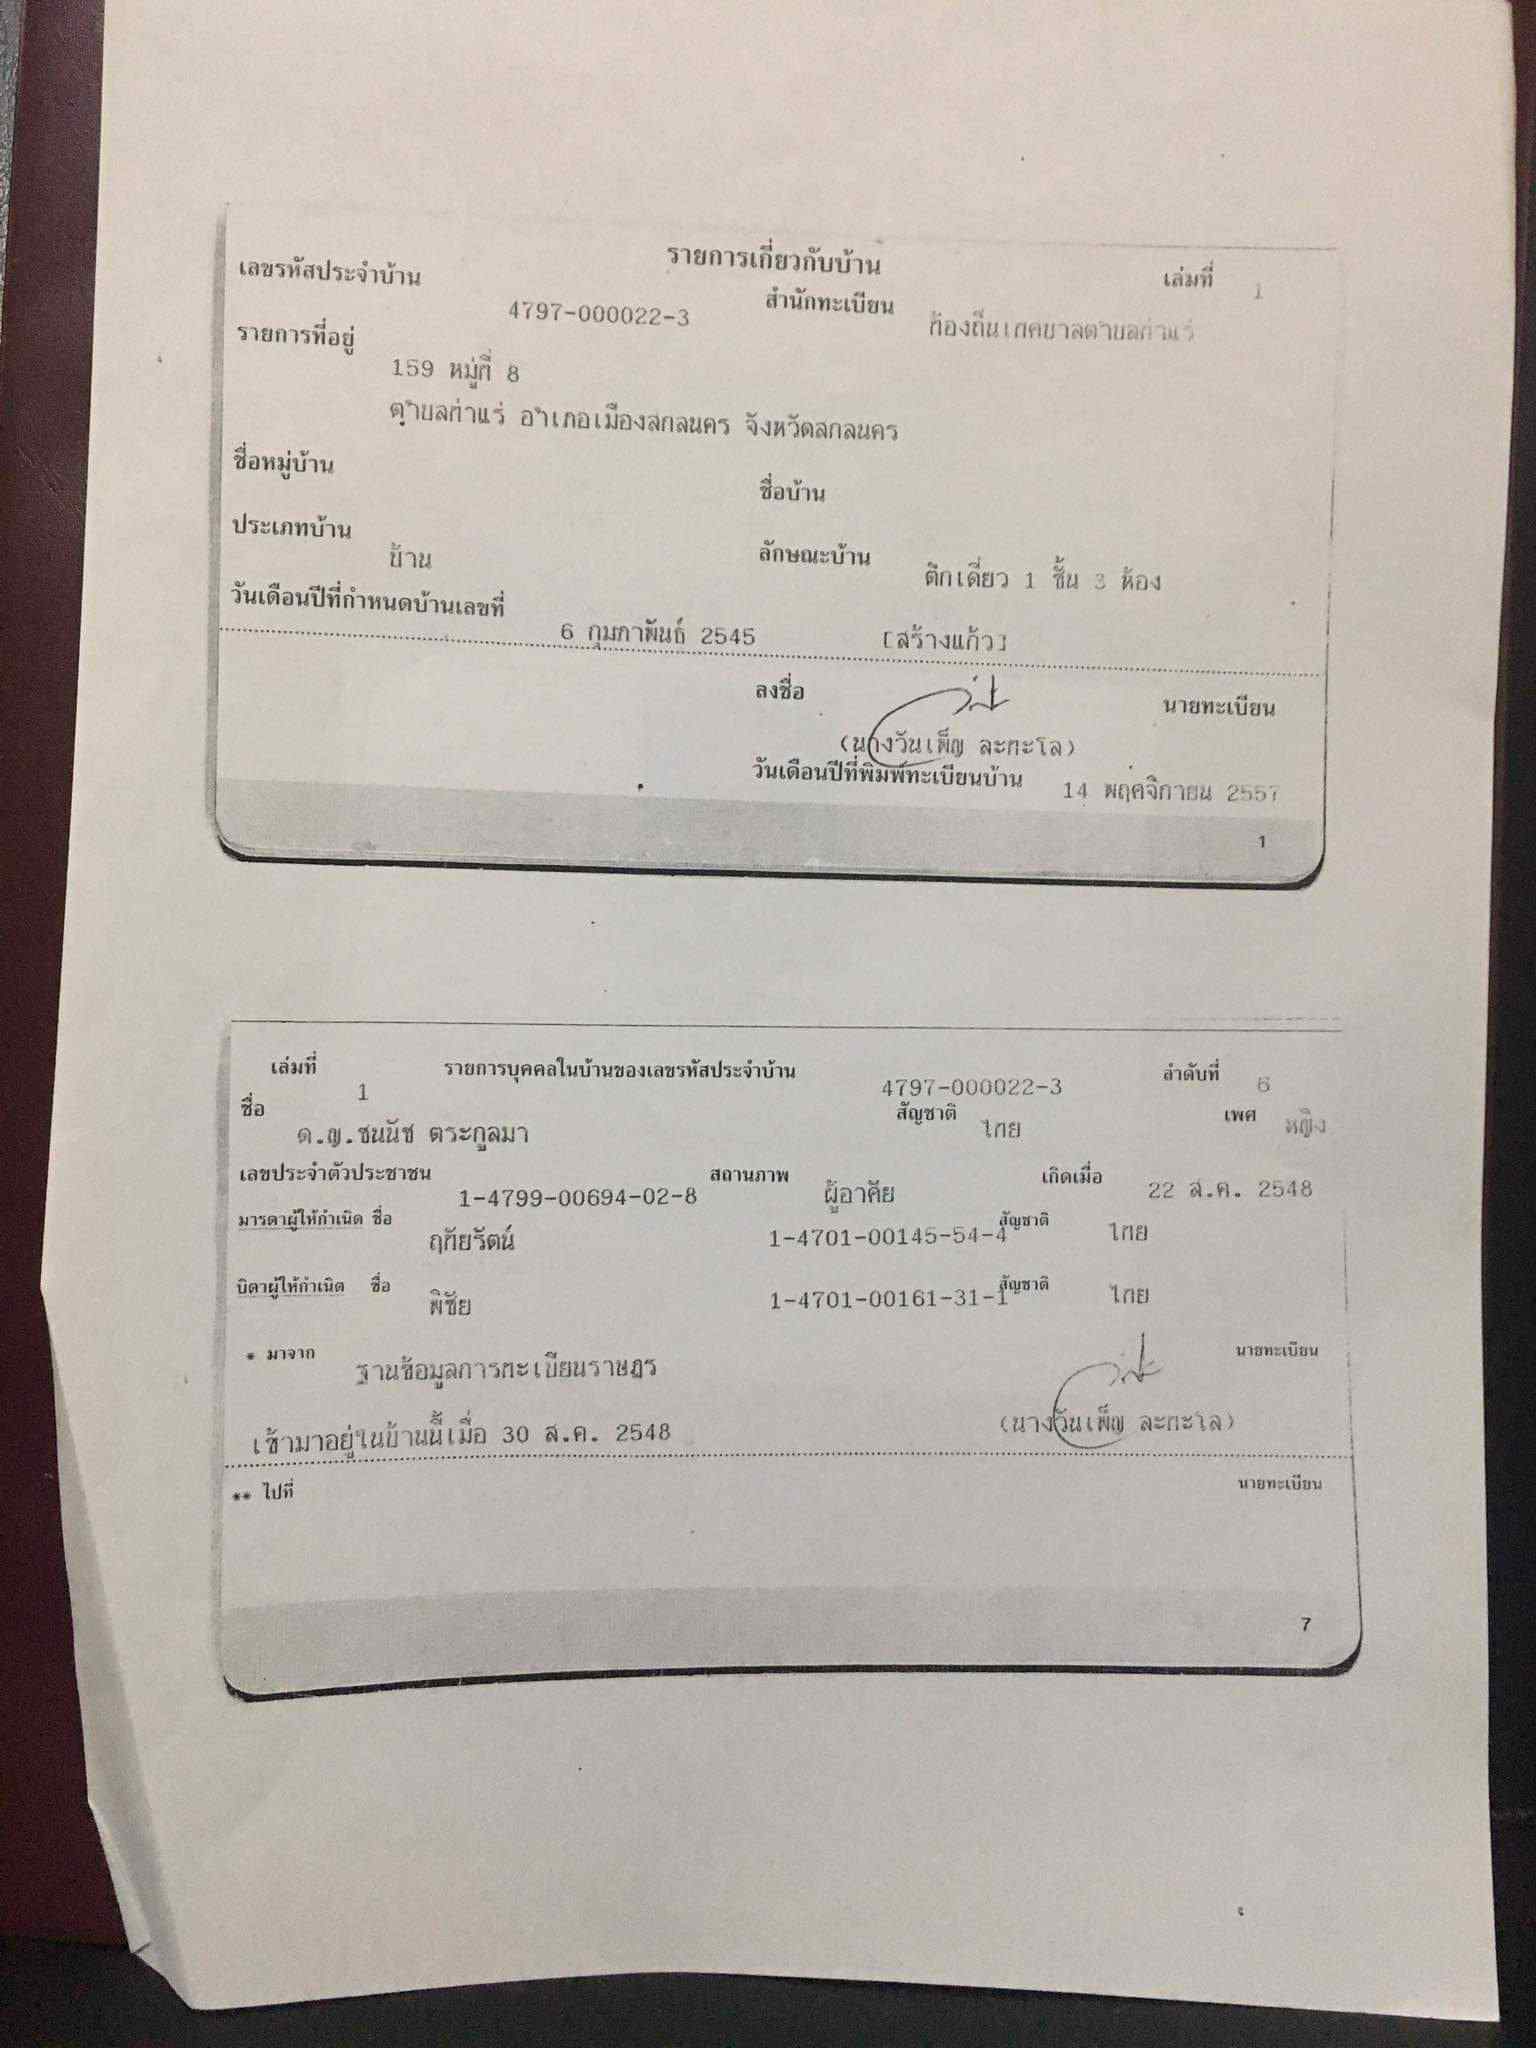 รายการเกี่ยวกับบ้าน เล่มที่ 1
เลขรหัสประจำบ้าน 4797-000022-3 สำนักทะเบียน ท้องถิ่นเทศบาลตำบลท่าแร่
รายการที่อยู่ 159 หมู่ที่ 8
ตำบลท่าแร่ อำเภอเมืองสกลนคร จังหวัดสกลนคร
ชื่อหมู่บ้าน ชื่อบ้าน
ประเภทบ้าน บ้าน ลักษณะบ้าน ตึกเดี่ยว 1 ชั้น 3 ห้อง
วันเดือนปีที่กำหนดบ้านเลขที่ 6 กุมภาพันธ์ 2545 [สร้างแก้ว]
ลงชื่อ นายทะเบียน
(นางวันเพ็ญ ละทะโล)
วันเดือนปีที่พิมพ์ทะเบียนบ้าน 14 พฤศจิกายน 2557
1
เล่มที่ 1 รายการบุคคลในบ้านของเลขรหัสประจำบ้าน 4797-000022-3 ลำดับที่ 6
ชื่อ ด.ญ.ชนนัช ตระกูลมา สัญชาติ ไทย เพศ หญิง
เลขประจำตัวประชาชน 1-4799-00694-02-8 สถานภาพ ผู้อาศัย เกิดเมื่อ 22 ส.ค. 2548
มารดาผู้ให้กำเนิด ชื่อ ฤทัยรัตน์ 1-4701-00145-54-4 สัญชาติ ไทย
บิดาผู้ให้กำเนิด ชื่อ พิชัย 1-4701-00161-31-1 สัญชาติ ไทย
* มาจาก ฐานข้อมูลการทะเบียนราษฎร นายทะเบียน
เข้ามาอยู่ในบ้านนี้เมื่อ 30 ส.ค. 2548 (นางวันเพ็ญ ละทะโล)
** ไปที่ นายทะเบียน
7